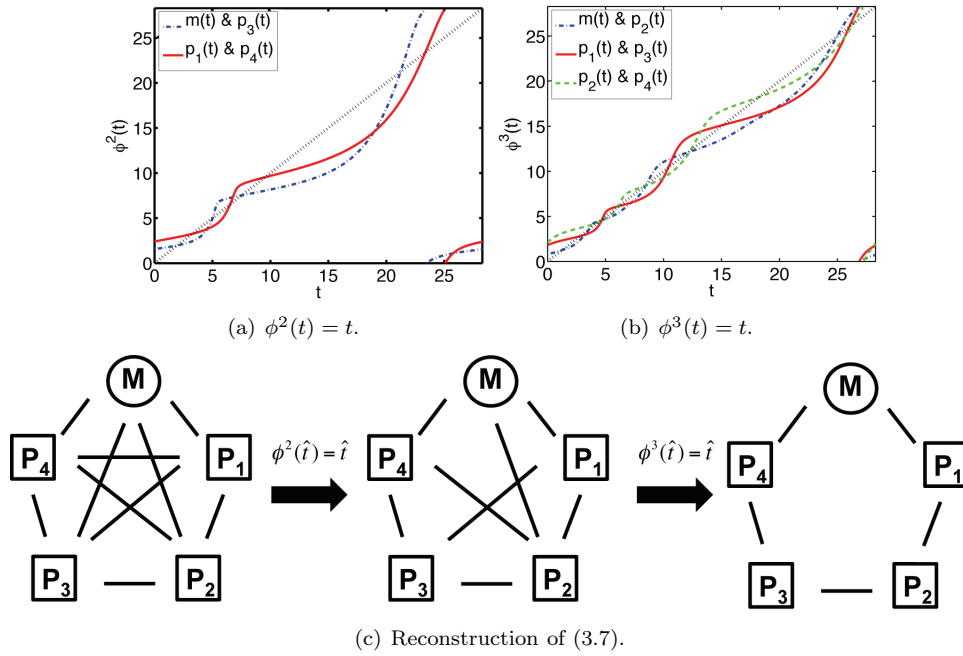 m(t) & p₃(t)
p₁(t) & p₄(t)
φ²(t)
25
20
15
10
5
0
0 5 10 15 20 25
t
(a) φ²(t) = t.
m(t) & p₂(t)
p₁(t) & p₃(t)
p₂(t) & p₄(t)
φ³(t)
25
20
15
10
5
0
0 5 10 15 20 25
t
(b) φ³(t) = t.
M
P₄ P₁
P₃ P₂
φ²(t̂) = t̂
M
P₄ P₁
P₃ P₂
φ³(t̂) = t̂
M
P₄ P₁
P₃ P₂
(c) Reconstruction of (3.7).